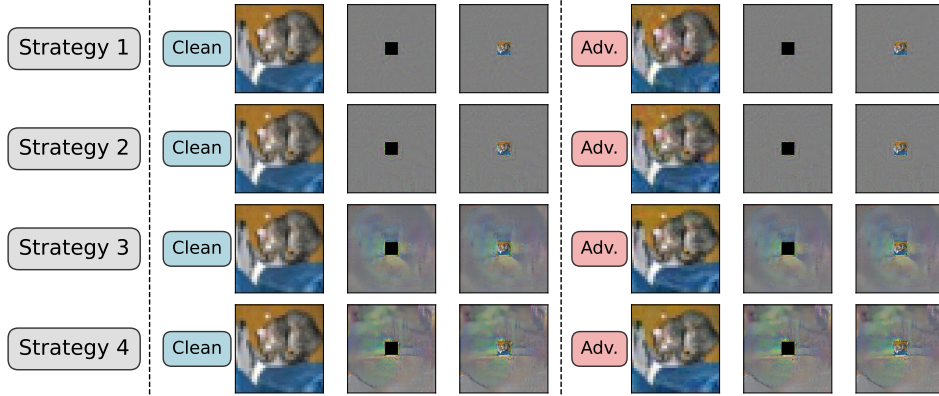 Strategy 1 Clean Adv.
Strategy 2 Clean Adv.
Strategy 3 Clean Adv.
Strategy 4 Clean Adv.